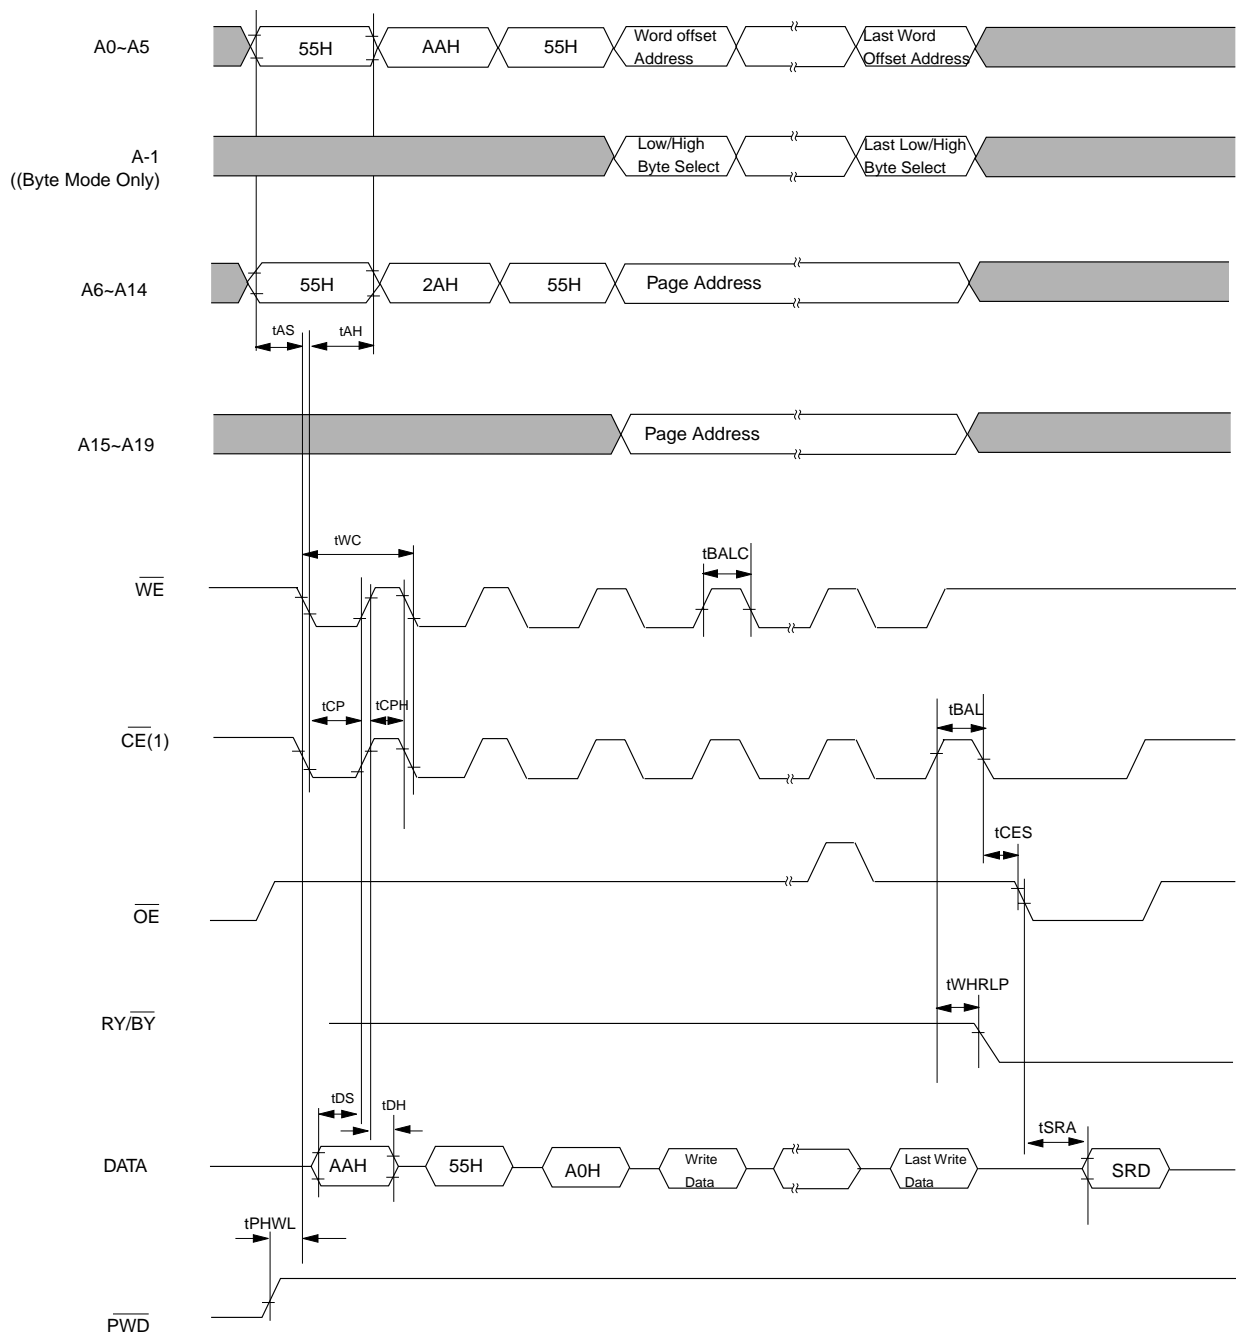 A0~A5
55H
AAH
55H
Word offset
Address
Last Word
Offset Address
A-1
((Byte Mode Only)
Low/High
Byte Select
Last Low/High
Byte Select
A6~A14
55H
2AH
55H
Page Address
tAS
tAH
A15~A19
Page Address
tWC
tBALC
WE
tCP
tCPH
tBAL
CE(1)
tCES
OE
tWHRLP
RY/BY
tDS
tDH
tSRA
DATA
AAH
55H
A0H
Write
Data
Last Write
Data
SRD
tPHWL
PWD